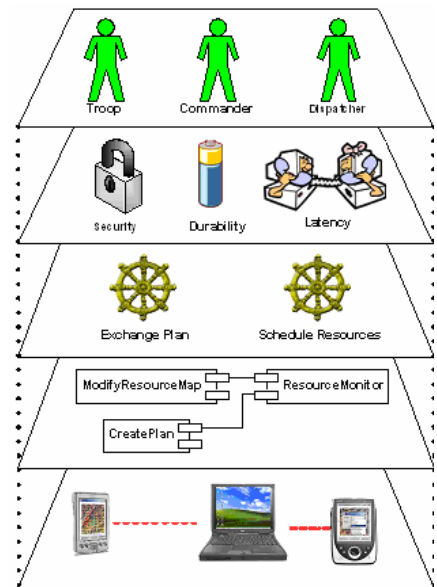 Troop
Commander
Dispatcher
Security
Durability
Latency
Exchange Plan
Schedule Resources
ModifyResourceMap
ResourceMonitor
CreatePlan